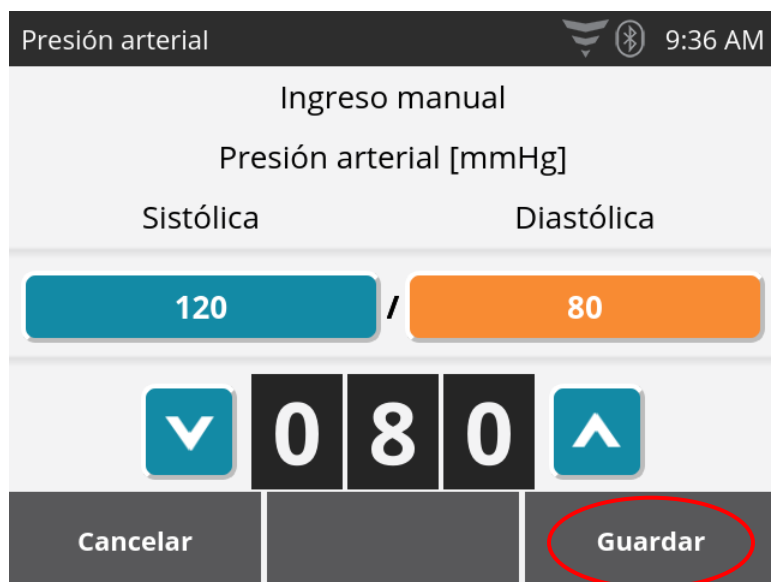 Presión arterial 9:36 AM
Ingreso manual
Presión arterial [mmHg]
Sistólica Diastólica
120 / 80
0 8 0
Cancelar Guardar